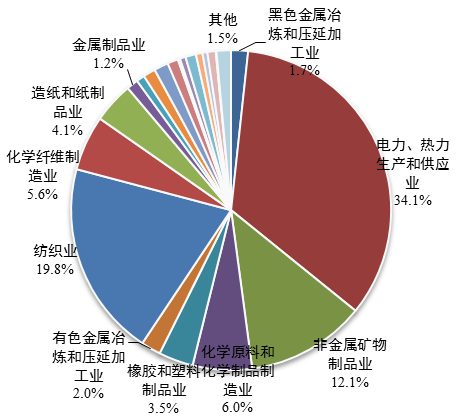 其他
1.5%
黑色金属冶
炼和压延加
工业
1.7%
电力、热力
生产和供应
业
34.1%
非金属矿物
制品业
12.1%
化学原料和
化学制品制
造业
6.0%
橡胶和塑料
制品业
3.5%
有色金属冶
炼和压延加
工业
2.0%
纺织业
19.8%
化学纤维制
造业
5.6%
造纸和纸制
品业
4.1%
金属制品业
1.2%